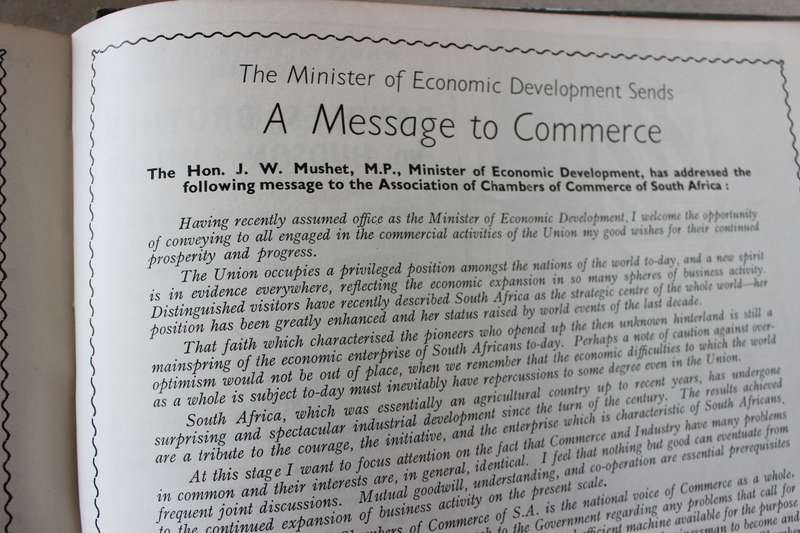 The Minister of Economic Development Sends
A Message to Commerce
The Hon. J. W. Mushet, M.P., Minister of Economic Development, has addressed the
following message to the Association of Chambers of Commerce of South Africa :
Having recently assumed office as the Minister of Economic Development, I welcome the opportunity
of conveying to all engaged in the commercial activities of the Union my good wishes for their continued
prosperity and progress.
The Union occupies a privileged position amongst the nations of the world to-day, and a new spirit
is in evidence everywhere, reflecting the economic expansion in so many spheres of business activity.
Distinguished visitors have recently described South Africa as the strategic centre of the whole world—her
position has been greatly enhanced and her status raised by world events of the last decade.
That faith which characterised the pioneers who opened up the then unknown hinterland is still a
mainspring of the economic enterprise of South Africans to-day. Perhaps a note of caution against over-
optimism would not be out of place, when we remember that the economic difficulties to which the world
as a whole is subject to-day must inevitably have repercussions to some degree even in the Union.
South Africa, which was essentially an agricultural country up to recent years, has undergone
surprising and spectacular industrial development since the turn of the century. The results achieved
are a tribute to the courage, the initiative, and the enterprise which is characteristic of South Africans.
At this stage I want to focus attention on the fact that Commerce and Industry have many problems
in common and their interests are, in general, identical. I feel that nothing but good can eventuate from
frequent joint discussions. Mutual goodwill, understanding, and co-operation are essential prerequisites
to the continued expansion of business activity on the present scale.
Chambers of Commerce of S.A. is the national voice of Commerce as a whole,
to the Government regarding any problems that call for
efficient machine available for the purpose
to become and